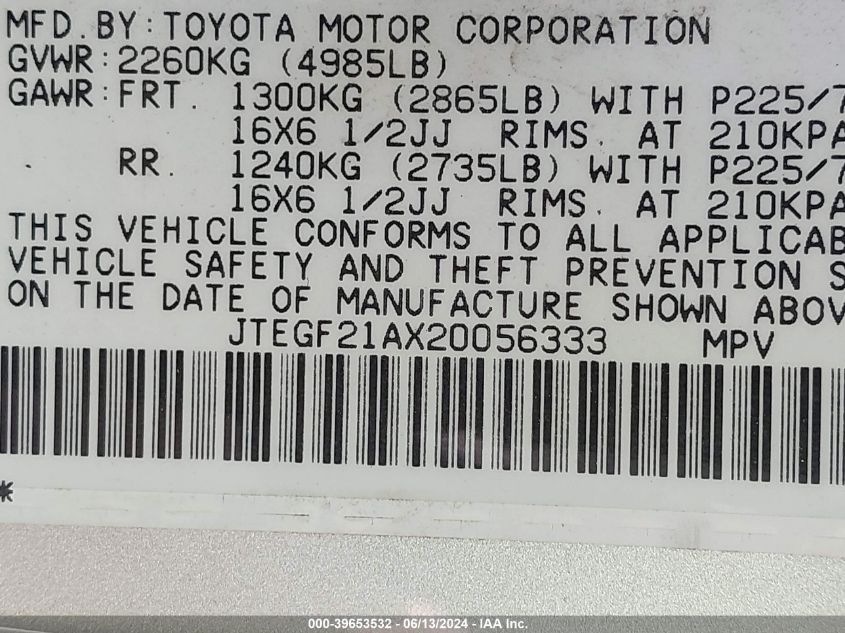 MFD.BY:TOYOTA MOTOR CORPORATION
GVWR:2260KG (4985LB)
GAWR:FRT. 1300KG (2865LB) WITH P225/7
16X6 1/2JJ RIMS. AT 210KPA
RR. 1240KG (2735LB) WITH P225/7
16X6 1/2JJ RIMS. AT 210KPA
THIS VEHICLE CONFORMS TO ALL APPLICAB
VEHICLE SAFETY AND THEFT PREVENTION S
ON THE DATE OF MANUFACTURE SHOWN ABOV
JTEGF21AX20056333 MPV
*
000-39653532 - 06/13/2024 - IAA Inc.